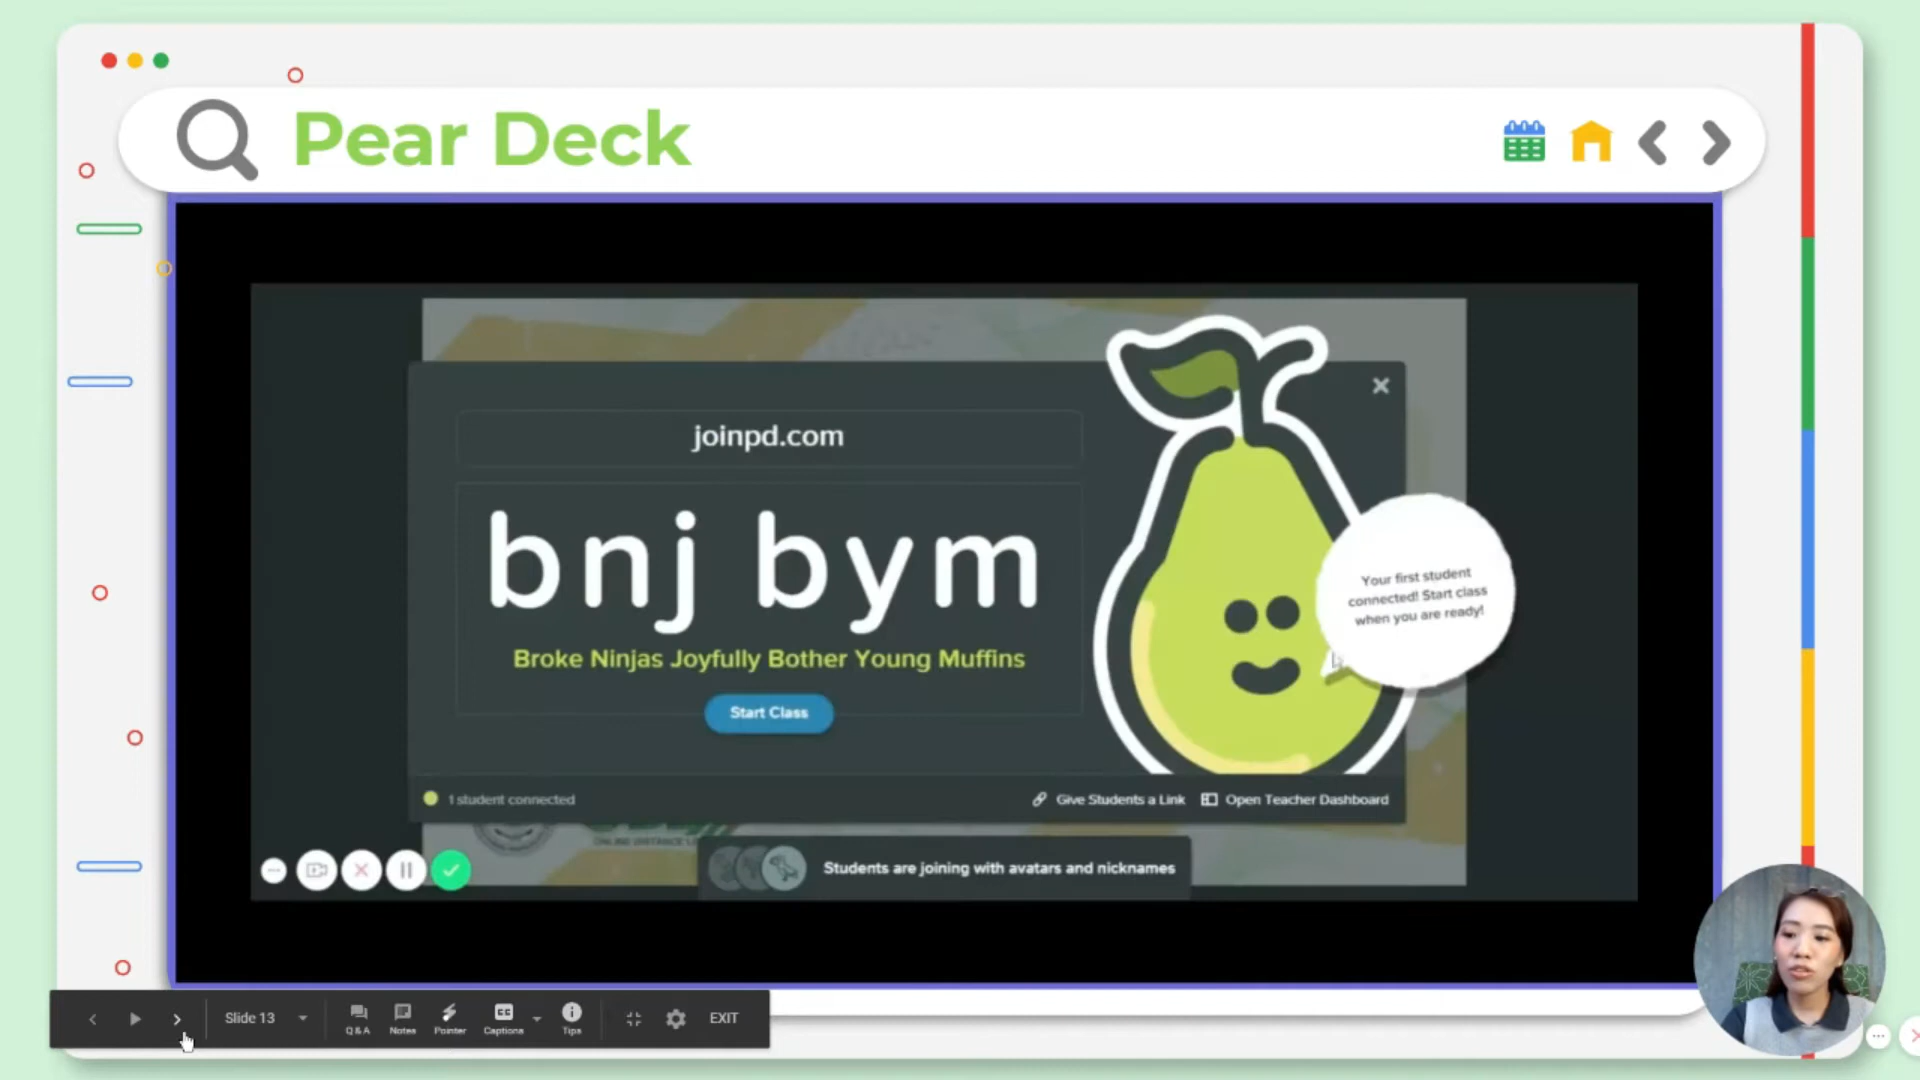 Pear Deck
joinpd.com
bnj bym
Broke Ninjas Joyfully Bother Young Muffins
Start Class
Your first student
connected! Start class
when you are ready!
1 student connected
Give Students a Link
Open Teacher Dashboard
Students are joining with avatars and nicknames
Slide 13
Q&A
Notes
Pointer
CC
Captions
Tips
EXIT